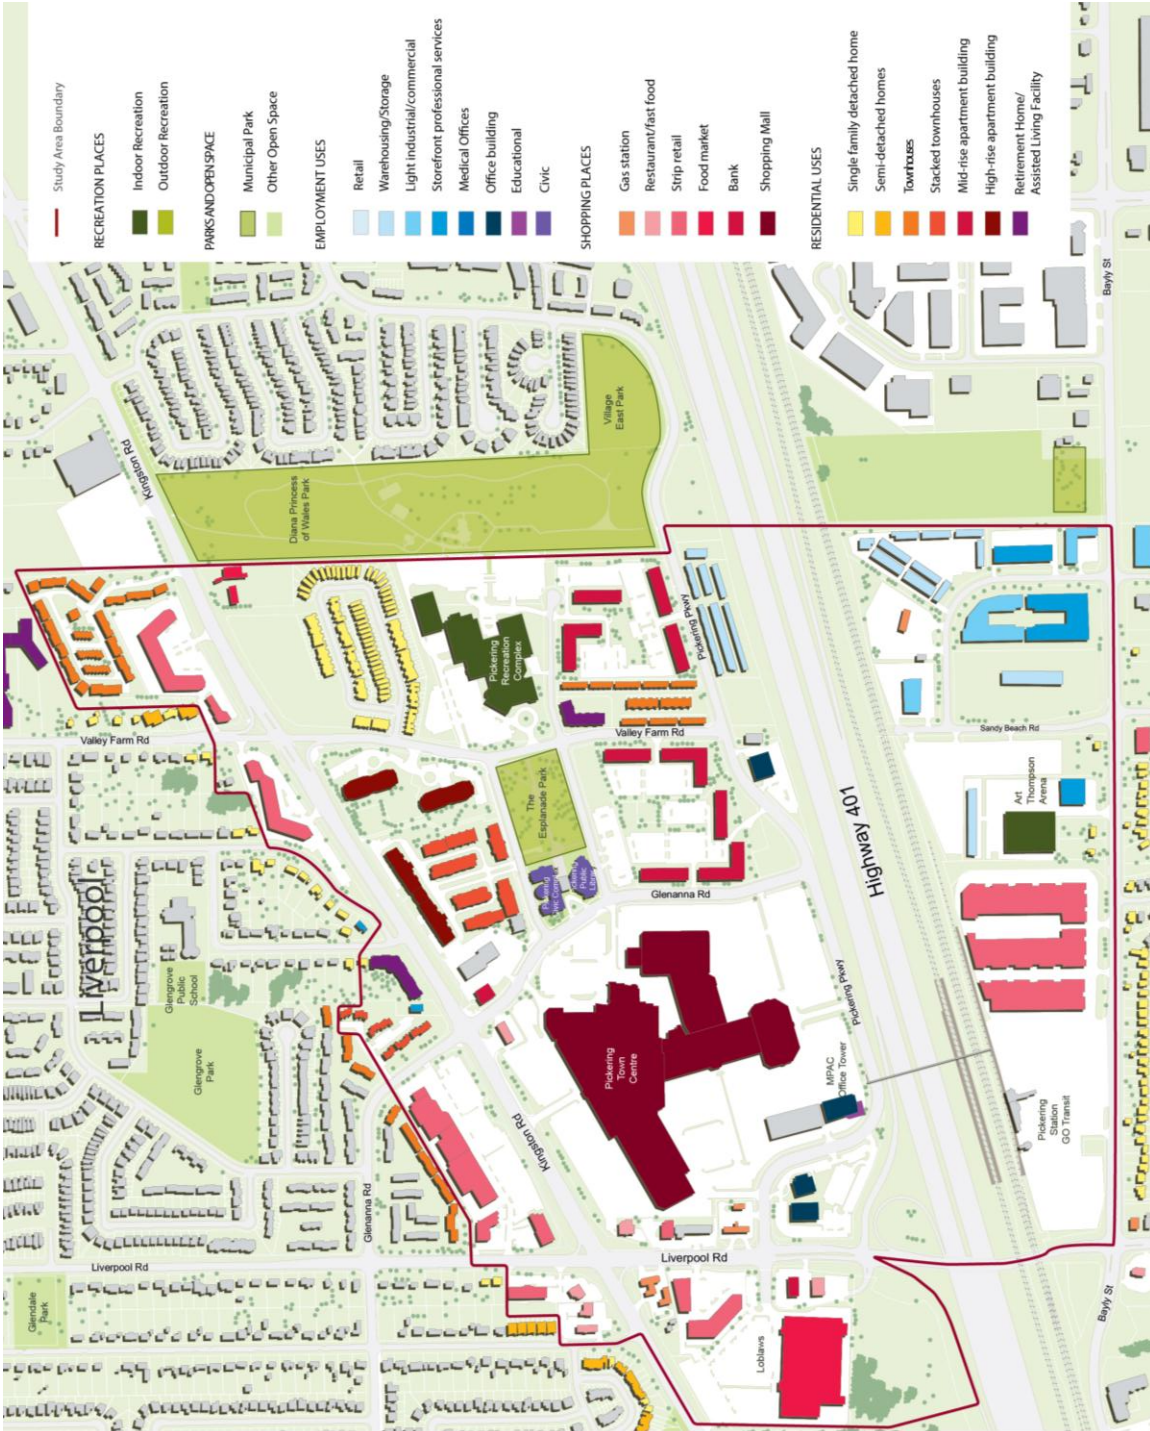 Study Area Boundary
RECREATION PLACES
Indoor Recreation
Outdoor Recreation
PARKSANDOPENSPACE
Municipal Park
Other Open Space
EMPLOYMENT USES
Retail
Warehousing/Storage
Light industrial/commercial
Storefront professional services
Medical Offices
Office building
Educational
Civic
SHOPPING PLACES
Gas station
Restaurant/fast food
Strip retail
Food market
Bank
Shopping Mall
RESIDENTIAL USES
Single family detached home
Semi-detached homes
Townhouses
Stacked townhouses
Mid-rise apartment building
High-rise apartment building
Retirement Home/
Assisted Living Facility
Kingston Rd
Diana Princess
of Wales Park
Village
East Park
Bayly St
Valley Farm Rd
Pickering
Recreation
Complex
Pickering Pkwy
Valley Farm Rd
Sandy Beach Rd
The
Esplanade Park
Art
Thompson
Arena
Liverpool
Glengrove
Public
School
Pickering
Civic Complex
Pickering
Public
Library
Glenanna Rd
Highway 401
Glengrove
Park
Kingston Rd
Pickering
Town
Centre
Pickering Pkwy
MPAC
Office Tower
Pickering
Station
GO Transit
Glenanna Rd
Liverpool Rd
Liverpool Rd
Glendale
Park
Loblaws
Bayly St